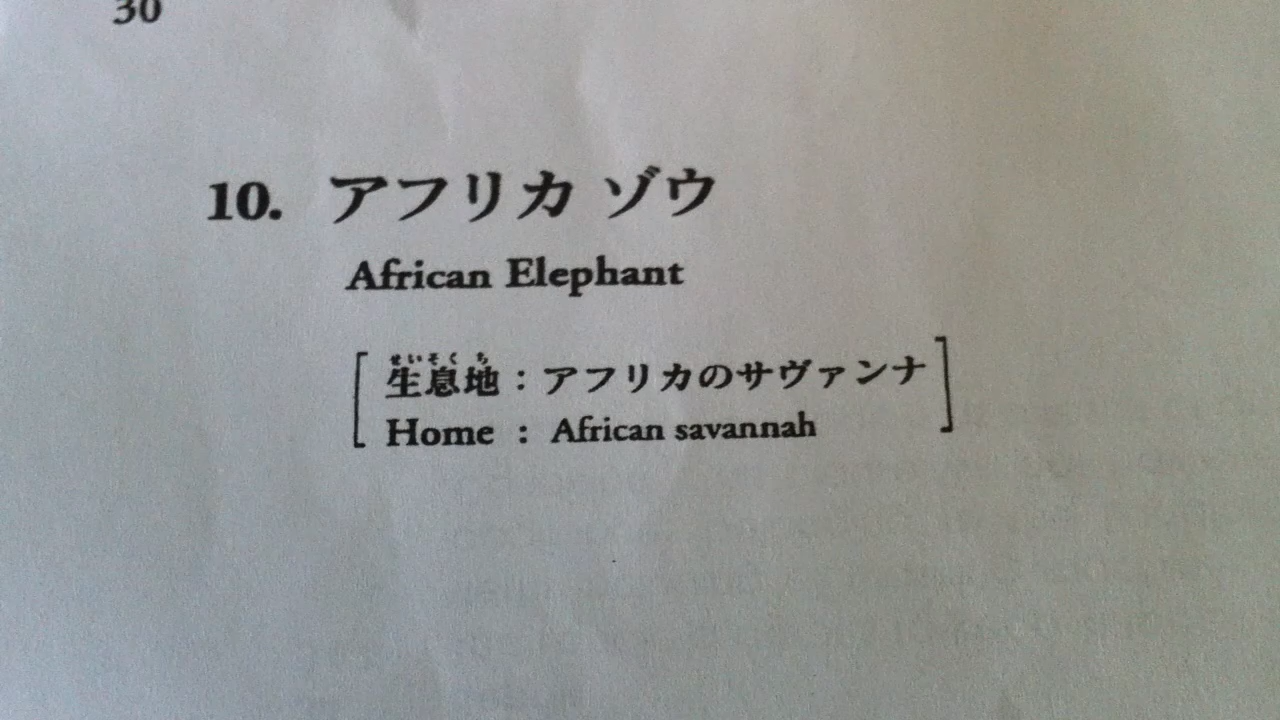 30
10. アフリカ ゾウ
African Elephant
せいそくち
生息地：アフリカのサヴァンナ
Home : African savannah